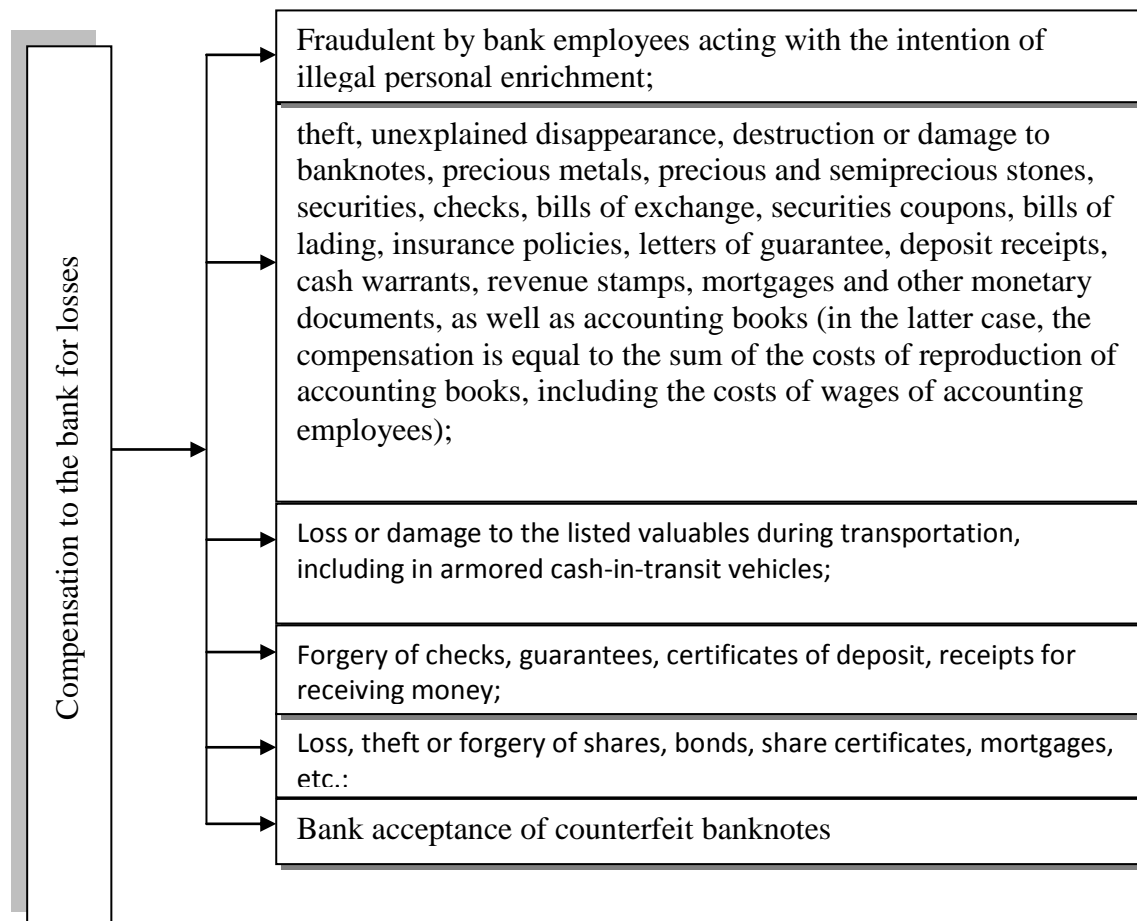 Compensation to the bank for losses
Fraudulent by bank employees acting with the intention of
illegal personal enrichment;
theft, unexplained disappearance, destruction or damage to
banknotes, precious metals, precious and semiprecious stones,
securities, checks, bills of exchange, securities coupons, bills of
lading, insurance policies, letters of guarantee, deposit receipts,
cash warrants, revenue stamps, mortgages and other monetary
documents, as well as accounting books (in the latter case, the
compensation is equal to the sum of the costs of reproduction of
accounting books, including the costs of wages of accounting
employees);
Loss or damage to the listed valuables during transportation,
including in armored cash-in-transit vehicles;
Forgery of checks, guarantees, certificates of deposit, receipts for
receiving money;
Loss, theft or forgery of shares, bonds, share certificates, mortgages,
etc.;
Bank acceptance of counterfeit banknotes